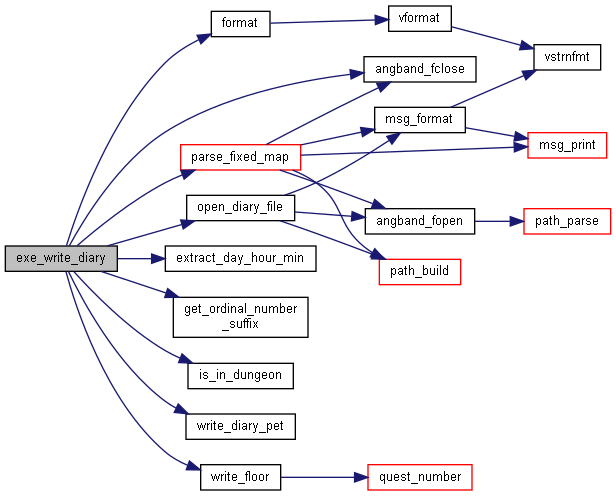 format
vformat
vstrnfmt
angband_fclose
msg_format
msg_print
parse_fixed_map
open_diary_file
angband_fopen
path_parse
exe_write_diary
extract_day_hour_min
path_build
get_ordinal_number
_suffix
is_in_dungeon
write_diary_pet
write_floor
quest_number